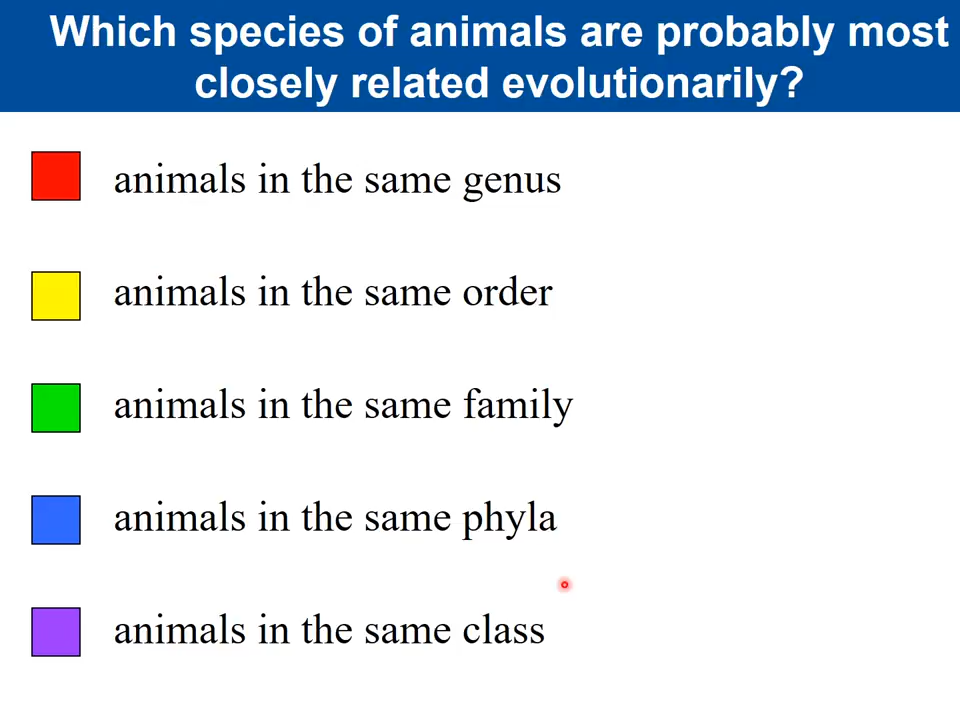 Which species of animals are probably most
closely related evolutionarily?
animals in the same genus
animals in the same order
animals in the same family
animals in the same phyla
animals in the same class